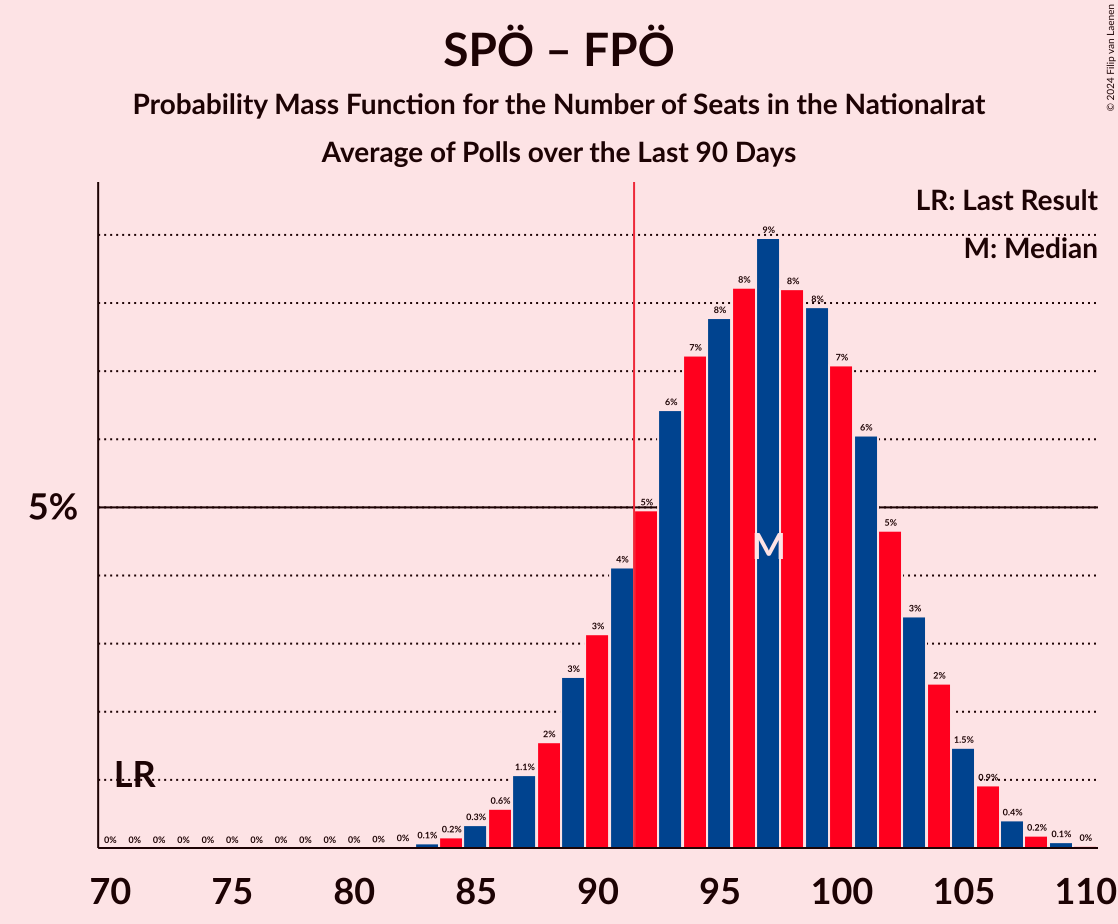 SPÖ – FPÖ
Probability Mass Function for the Number of Seats in the Nationalrat
Average of Polls over the Last 90 Days
© 2024 Filip van Laenen
LR: Last Result
M: Median
5%
LR
M
0% 0% 0% 0% 0% 0% 0% 0% 0% 0% 0% 0% 0% 0.1% 0.2% 0.3% 0.6% 1.1% 2% 3% 3% 4% 5% 6% 7% 8% 8% 9% 8% 8% 7% 6% 5% 3% 2% 1.5% 0.9% 0.4% 0.2% 0.1% 0%
70 75 80 85 90 95 100 105 110